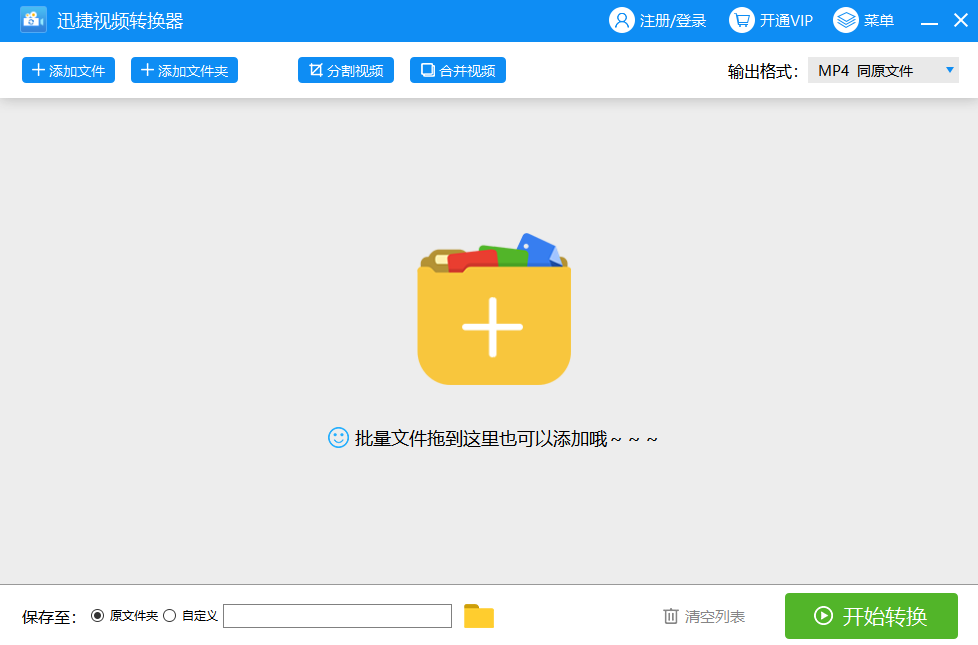 迅捷视频转换器 注册/登录 开通VIP 菜单
添加文件 添加文件夹 分割视频 合并视频 输出格式： MP4 同原文件
批量文件拖到这里也可以添加哦~ ~ ~
保存至： 原文件夹 自定义 清空列表 开始转换